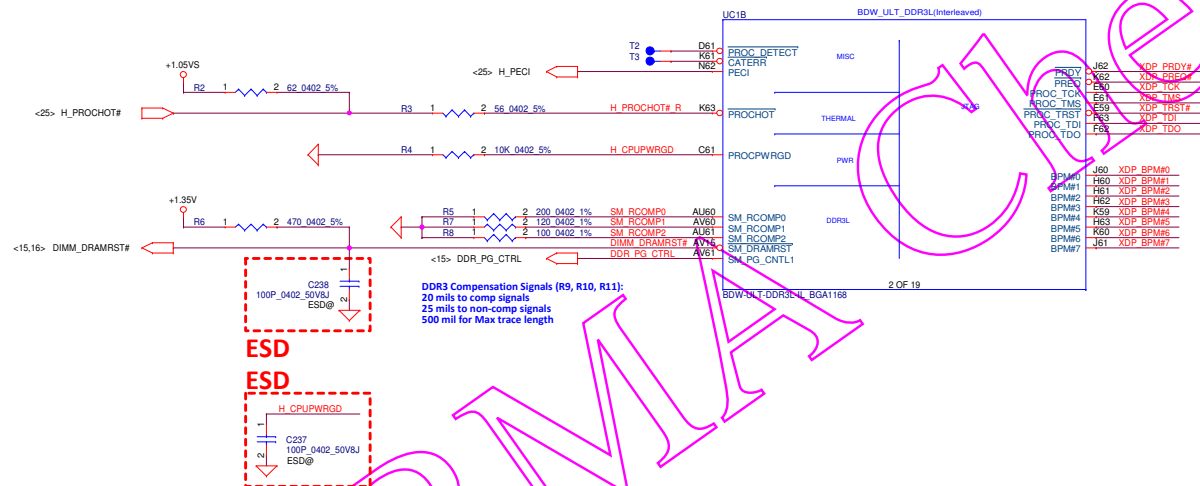 UC1B
BDW_ULT_DDR3L(Interleaved)
T2
T3
D61
K61
N62
PROC_DETECT
CATERR
PECI
MISC
<25> H_PECI
+1.05VS
R2 1 2 62_0402_5%
<25> H_PROCHOT#
R3 1 2 56_0402_5% H_PROCHOT#_R K63
PROCHOT
THERMAL
R4 1 2 10K_0402_5% H_CPUPWRGD C61
PROCPWRGD
PWR
JTAG
PRDY
PREQ
PROC_TCK
PROC_TMS
PROC_TRST
PROC_TDI
PROC_TDO
J62 XDP_PRDY#
K62 XDP_PREQ#
E60 XDP_TCK
E61 XDP_TMS
E59 XDP_TRST#
F63 XDP_TDI
F62 XDP_TDO
BPM#0
BPM#1
BPM#2
BPM#3
BPM#4
BPM#5
BPM#6
BPM#7
J60 XDP_BPM#0
H60 XDP_BPM#1
H61 XDP_BPM#2
H62 XDP_BPM#3
K59 XDP_BPM#4
H63 XDP_BPM#5
K60 XDP_BPM#6
J61 XDP_BPM#7
+1.35V
R6 1 2 470_0402_5%
R5 2 200_0402_1% SM_RCOMP0 AU60
R7 2 120_0402_1% SM_RCOMP1 AV60
R8 2 100_0402_1% SM_RCOMP2 AU61
DIMM_DRAMRST# AV15
DDR_PG_CTRL AV61
SM_RCOMP0
SM_RCOMP1
SM_RCOMP2
SM_DRAMRST
SM_PG_CNTL1
DDR3L
<15,16> DIMM_DRAMRST#
<15> DDR_PG_CTRL
2 OF 19
BDW-ULT-DDR3L-IL_BGA1168
1
C238
100P_0402_50V8J
2
ESD@
DDR3 Compensation Signals (R9, R10, R11):
20 mils to comp signals
25 mils to non-comp signals
500 mil for Max trace length
ESD
ESD
H_CPUPWRGD
1
C237
100P_0402_50V8J
2
ESD@